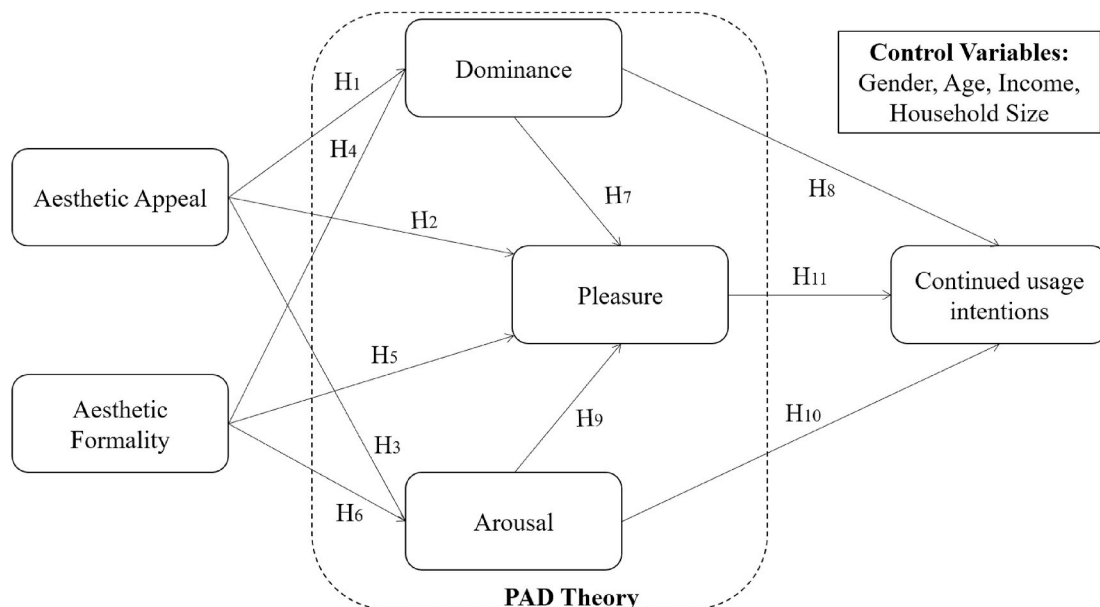 Dominance
Control Variables:
Gender, Age, Income,
Household Size
H1
H4
Aesthetic Appeal
H8
H7
H2
Pleasure
H11
Continued usage
intentions
H5
Aesthetic
Formality
H9
H10
H3
H6
Arousal
PAD Theory